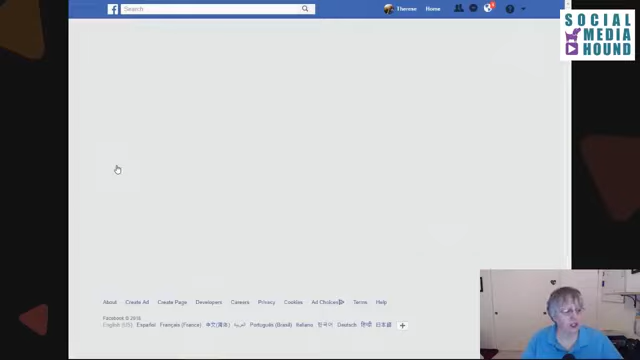 Search
Therese
Home
SOCIAL
MEDIA
HOUND
About
Create Ad
Create Page
Developers
Careers
Privacy
Cookies
Ad Choices
Terms
Help
Facebook © 2018
English (US)
Español
Français (France)
中文(简体)
العربية
Português (Brasil)
Italiano
한국어
Deutsch
हिन्दी
日本語